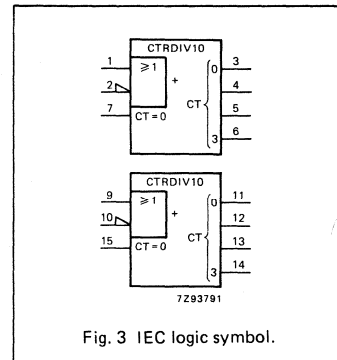 CTRDIV10
1 ≥1 0 3
2 + 4
7 CT=0 CT 5
3 6
CTRDIV10
9 ≥1 0 11
10 + 12
15 CT=0 CT 13
3 14
7Z93791
Fig. 3 IEC logic symbol.